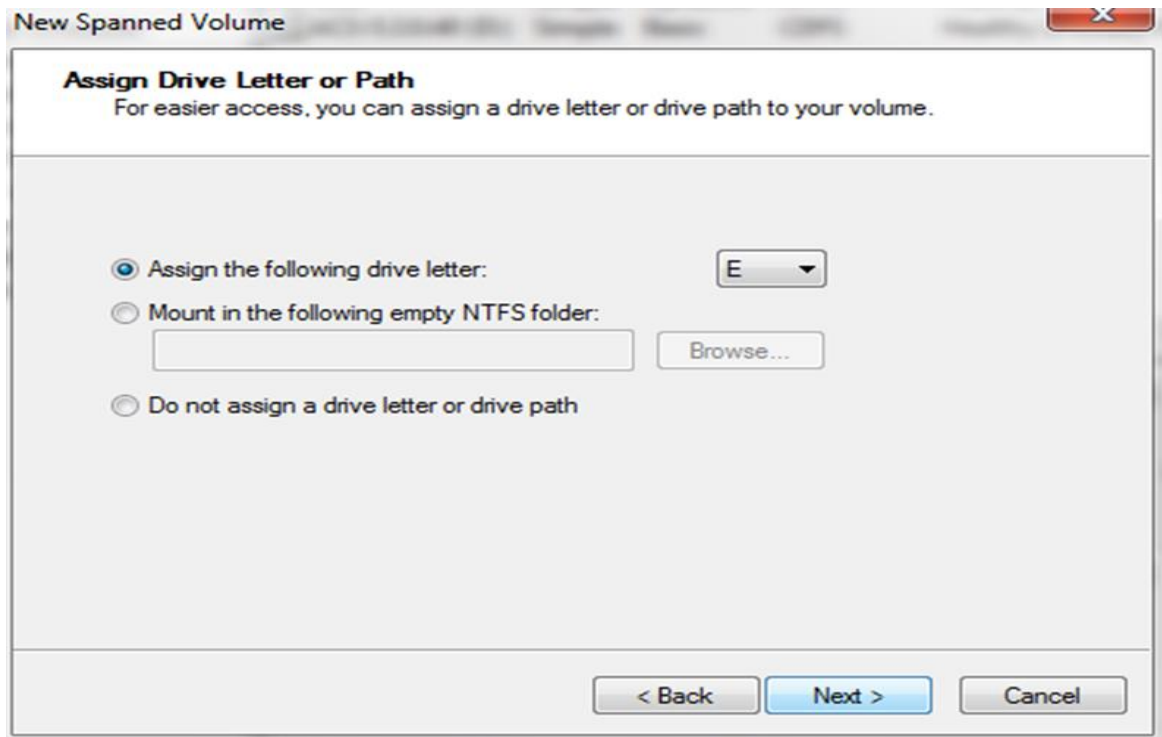 New Spanned Volume
Assign Drive Letter or Path
For easier access, you can assign a drive letter or drive path to your volume.
Assign the following drive letter: E
Mount in the following empty NTFS folder:
Browse...
Do not assign a drive letter or drive path
< Back Next > Cancel